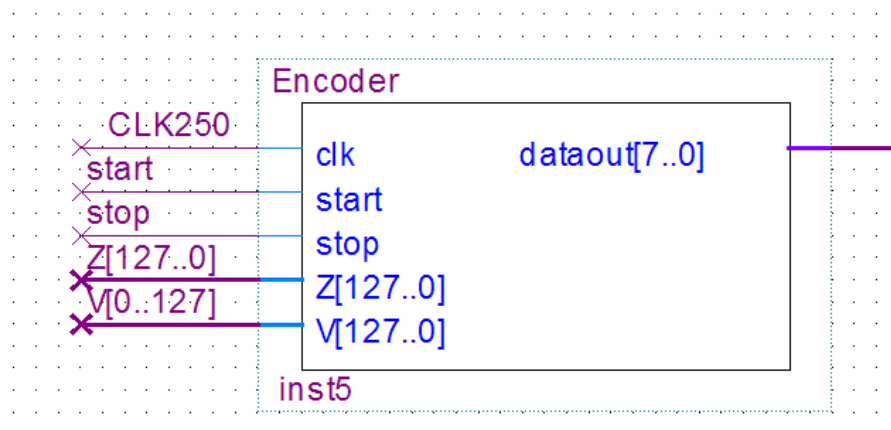 Encoder
CLK250
clk
dataout[7..0]
start
start
stop
stop
Z[127..0]
Z[127..0]
V[0..127]
V[127..0]
inst5